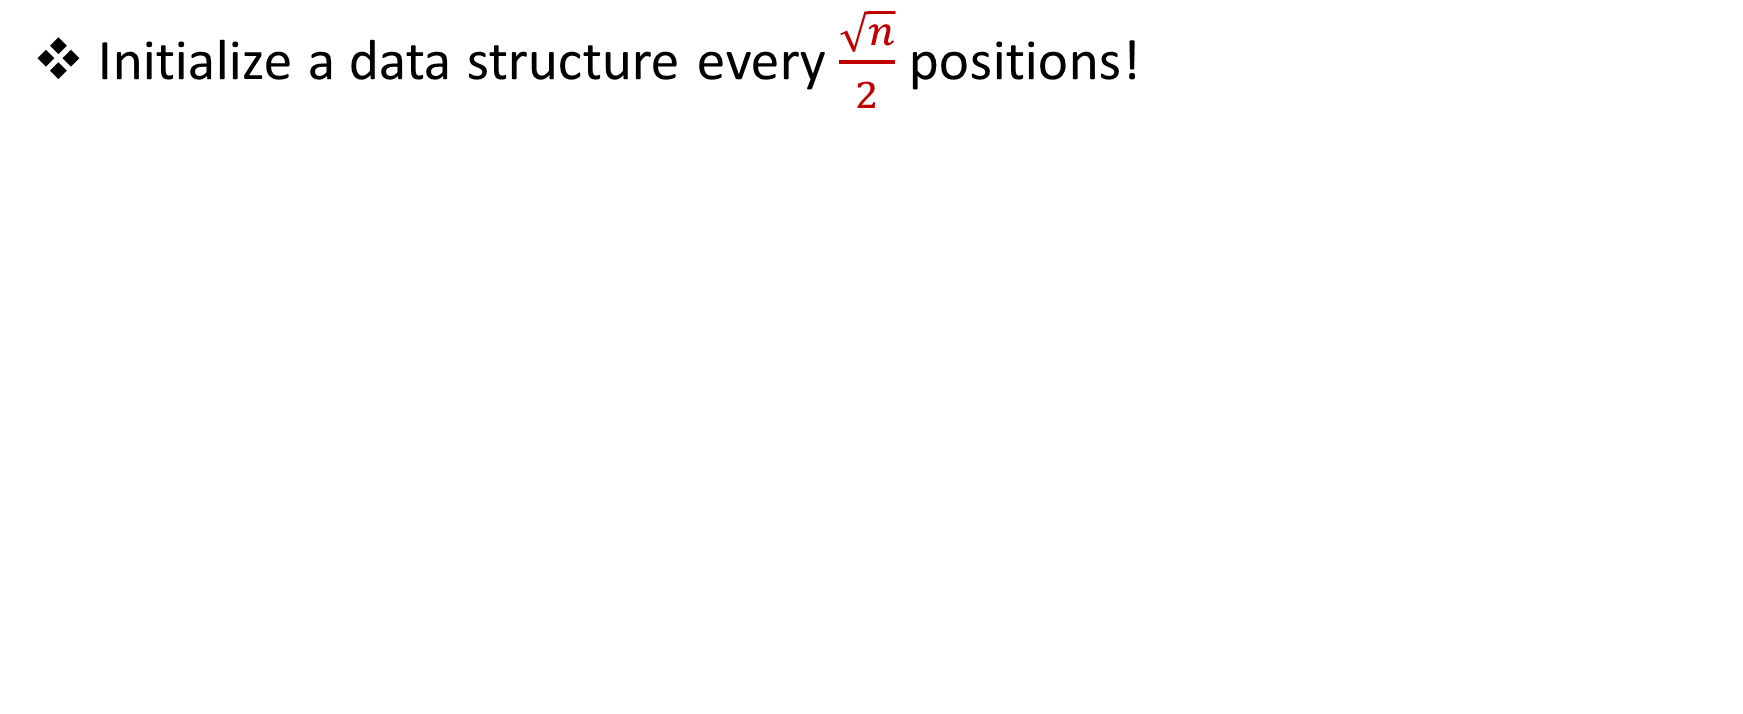 ❖ Initialize a data structure every √n/2 positions!